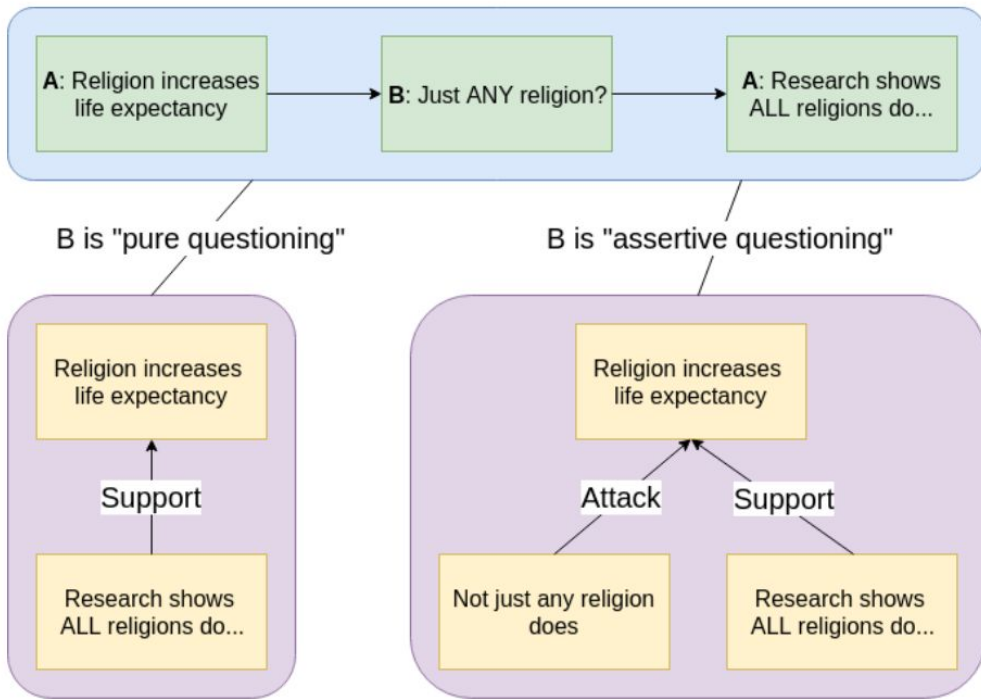 A: Religion increases
life expectancy
B: Just ANY religion?
A: Research shows
ALL religions do...
B is "pure questioning"
B is "assertive questioning"
Religion increases
life expectancy
Support
Research shows
ALL religions do...
Religion increases
life expectancy
Attack
Support
Not just any religion
does
Research shows
ALL religions do...